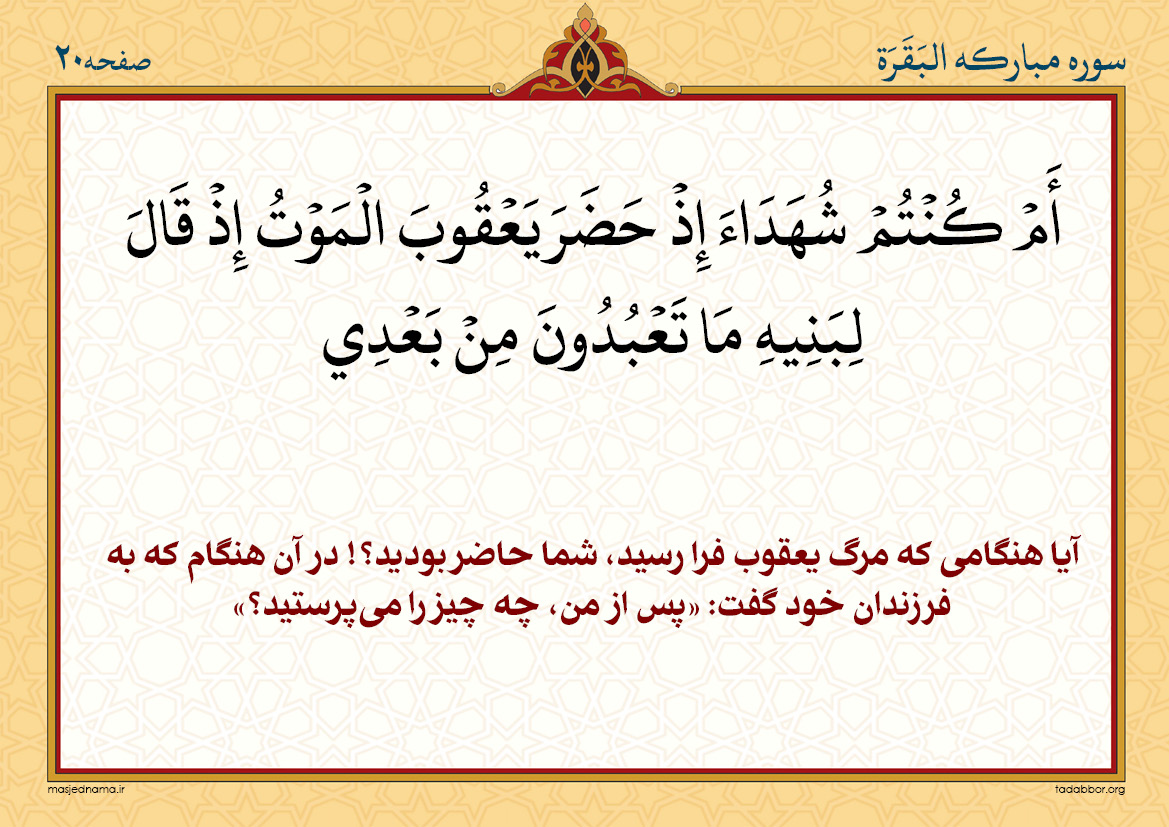 سوره مبارکه البَقَرَة
صفحه۲۰
أَمْ كُنْتُمْ شُهَدَاءَ إِذْ حَضَرَ يَعْقُوبَ الْمَوْتُ إِذْ قَالَ
لِبَنِيهِ مَا تَعْبُدُونَ مِنْ بَعْدِي
آیا هنگامی که مرگ یعقوب فرا رسید، شما حاضر بودید؟! در آن هنگام که به
فرزندان خود گفت: «پس از من، چه چیز را می‌پرستید؟»
masjednama.ir
tadabbor.org